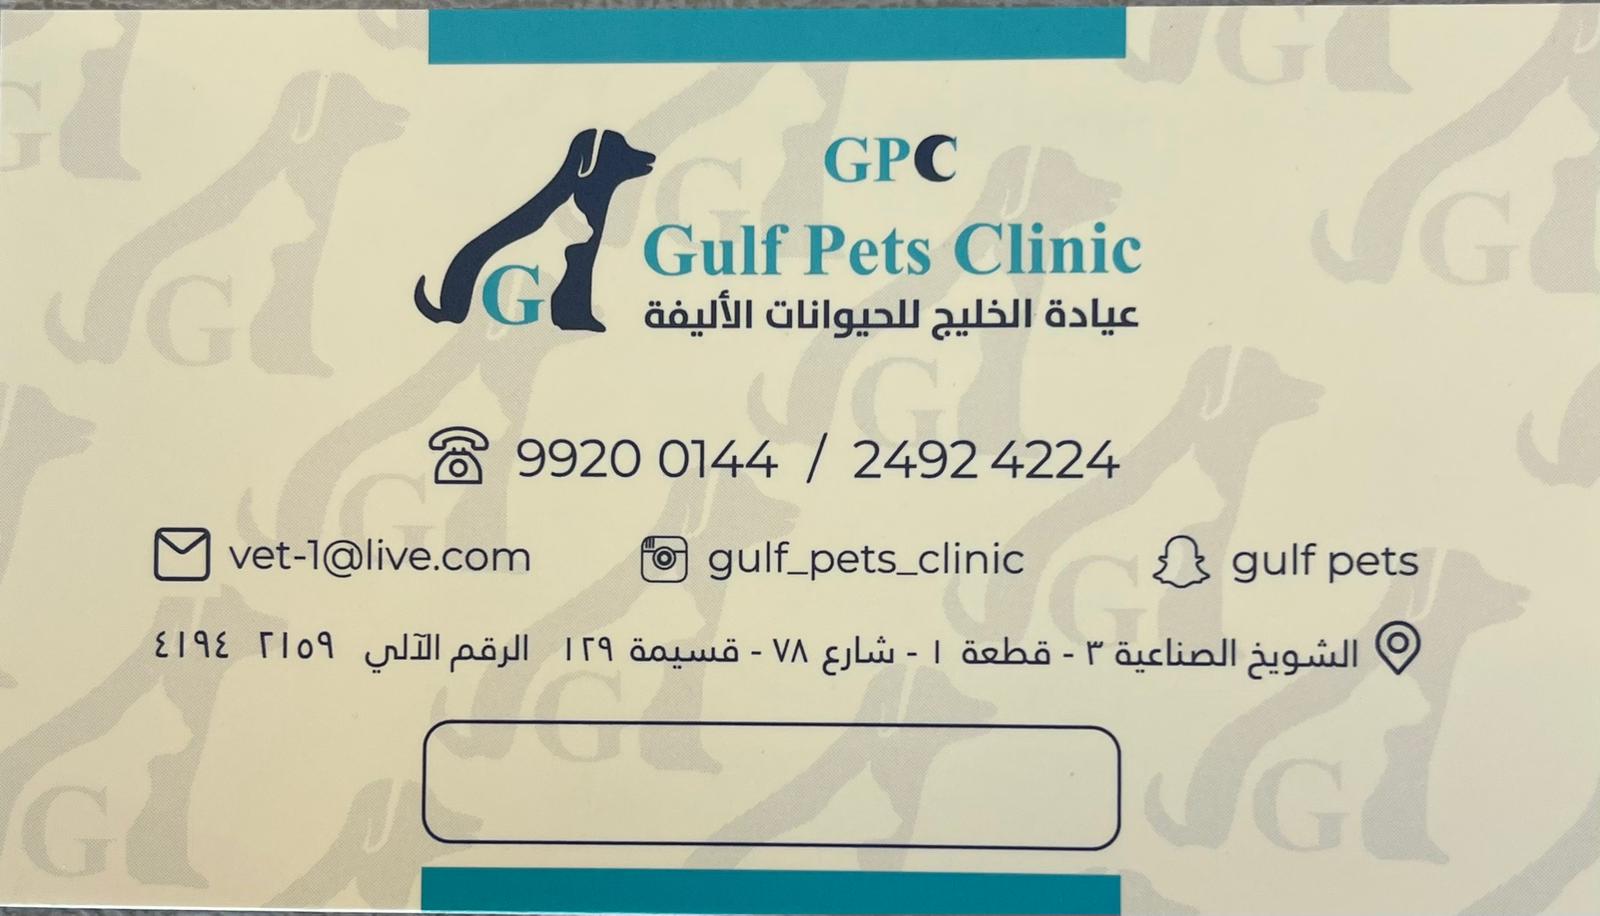 GPC
Gulf Pets Clinic
عيادة الخليج للحيوانات الأليفة
G
9920 0144 / 2492 4224
vet-1@live.com gulf_pets_clinic gulf pets
الشويخ الصناعية ٣ - قطعة ١ - شارع ٧٨ - قسيمة ١٢٩ الرقم الآلي ٢١٥٩ ٤١٩٤